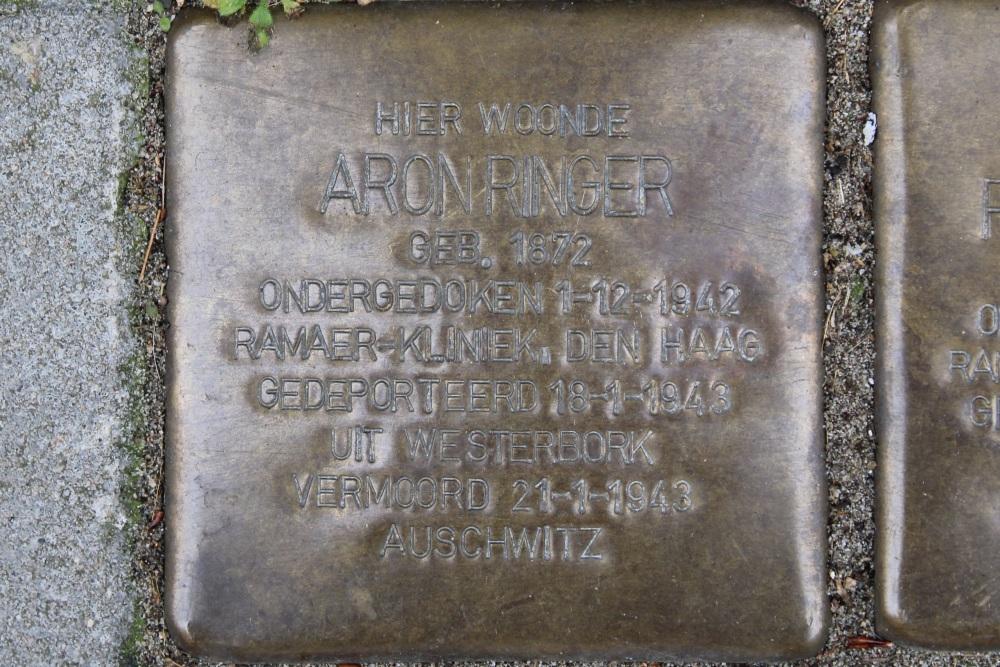 HIER WOONDE
ARON RINGER
GEB. 1872
ONDERGEDOKEN 1-12-1942
RAMAER-KLINIEK, DEN HAAG
GEDEPORTEERD 18-1-1943
UIT WESTERBORK
VERMOORD 21-1-1943
AUSCHWITZ